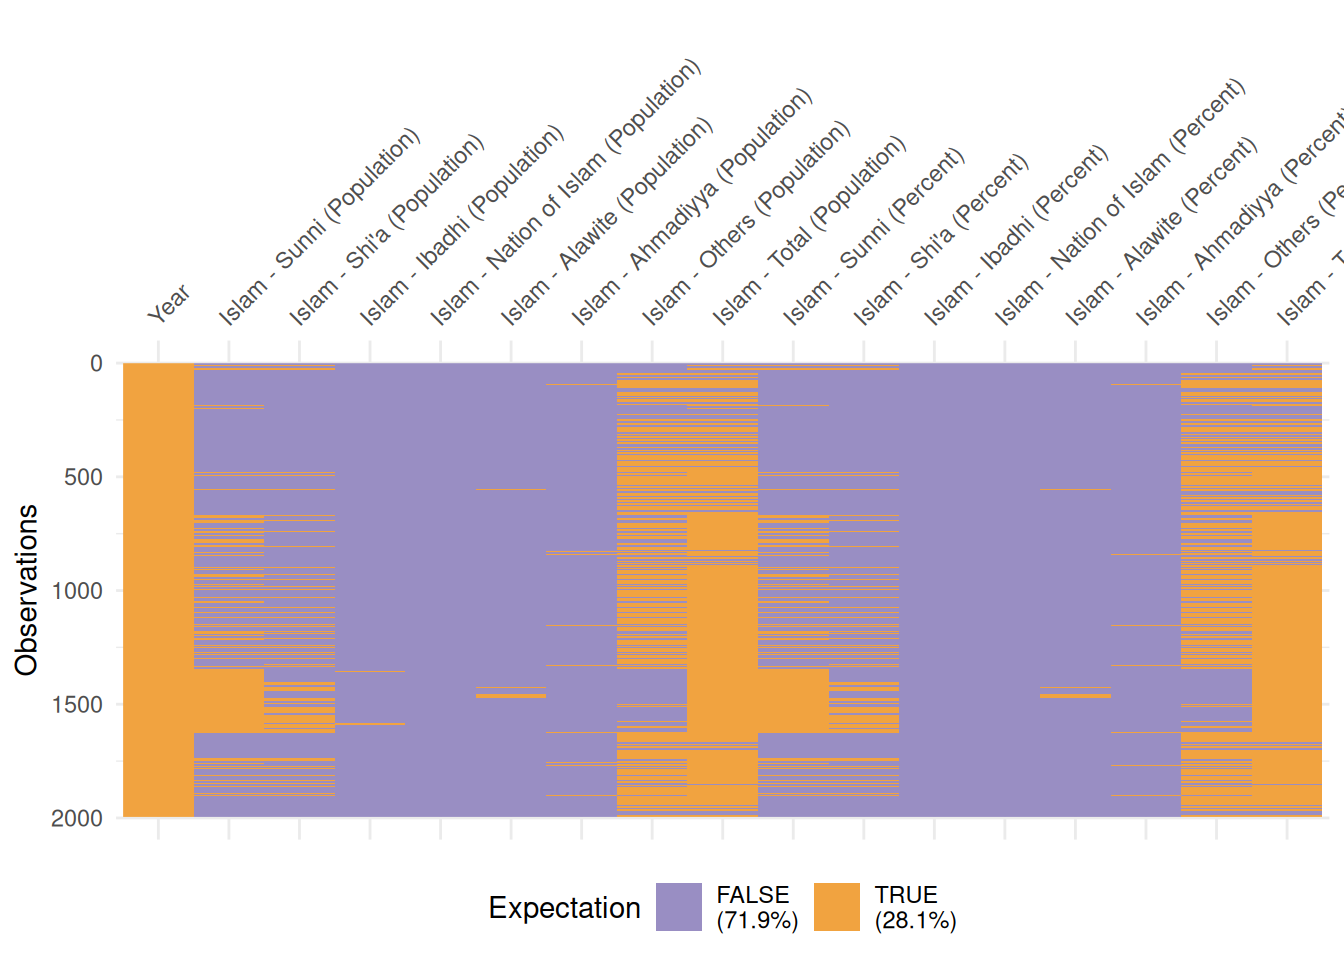 Year
Islam - Sunni (Population)
Islam - Shi'a (Population)
Islam - Ibadhi (Population)
Islam - Nation of Islam (Population)
Islam - Alawite (Population)
Islam - Ahmadiyya (Population)
Islam - Others (Population)
Islam - Total (Population)
Islam - Sunni (Percent)
Islam - Shi'a (Percent)
Islam - Ibadhi (Percent)
Islam - Nation of Islam (Percent)
Islam - Alawite (Percent)
Islam - Ahmadiyya (Percent)
Islam - Others
Islam -
0
500
1000
1500
2000
Observations
Expectation
FALSE
(71.9%)
TRUE
(28.1%)